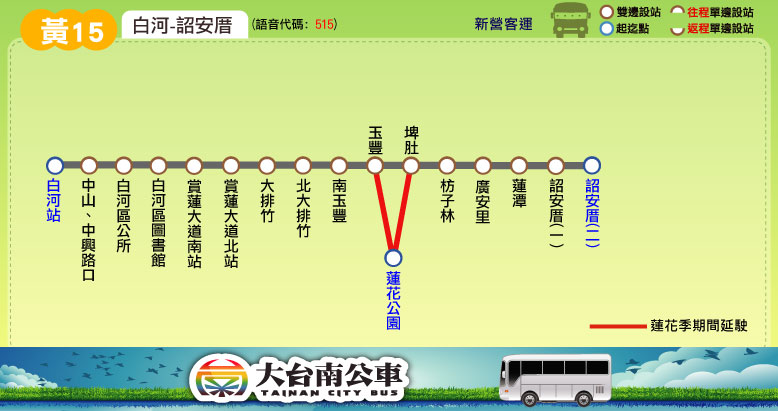 黃15
白河-詔安厝
(語音代碼: 515)
新營客運
雙邊設站
往程單邊設站
起迄點
返程單邊設站
白河站
中山、中興路口
白河區公所
白河區圖書館
賞蓮大道南站
賞蓮大道北站
大排竹
北大排竹
南玉豐
玉豐
埤肚
蓮花公園
枋子林
廣安里
蓮潭
詔安厝(一)
詔安厝(二)
蓮花季期間延駛
大台南公車
TAINAN CITY BUS